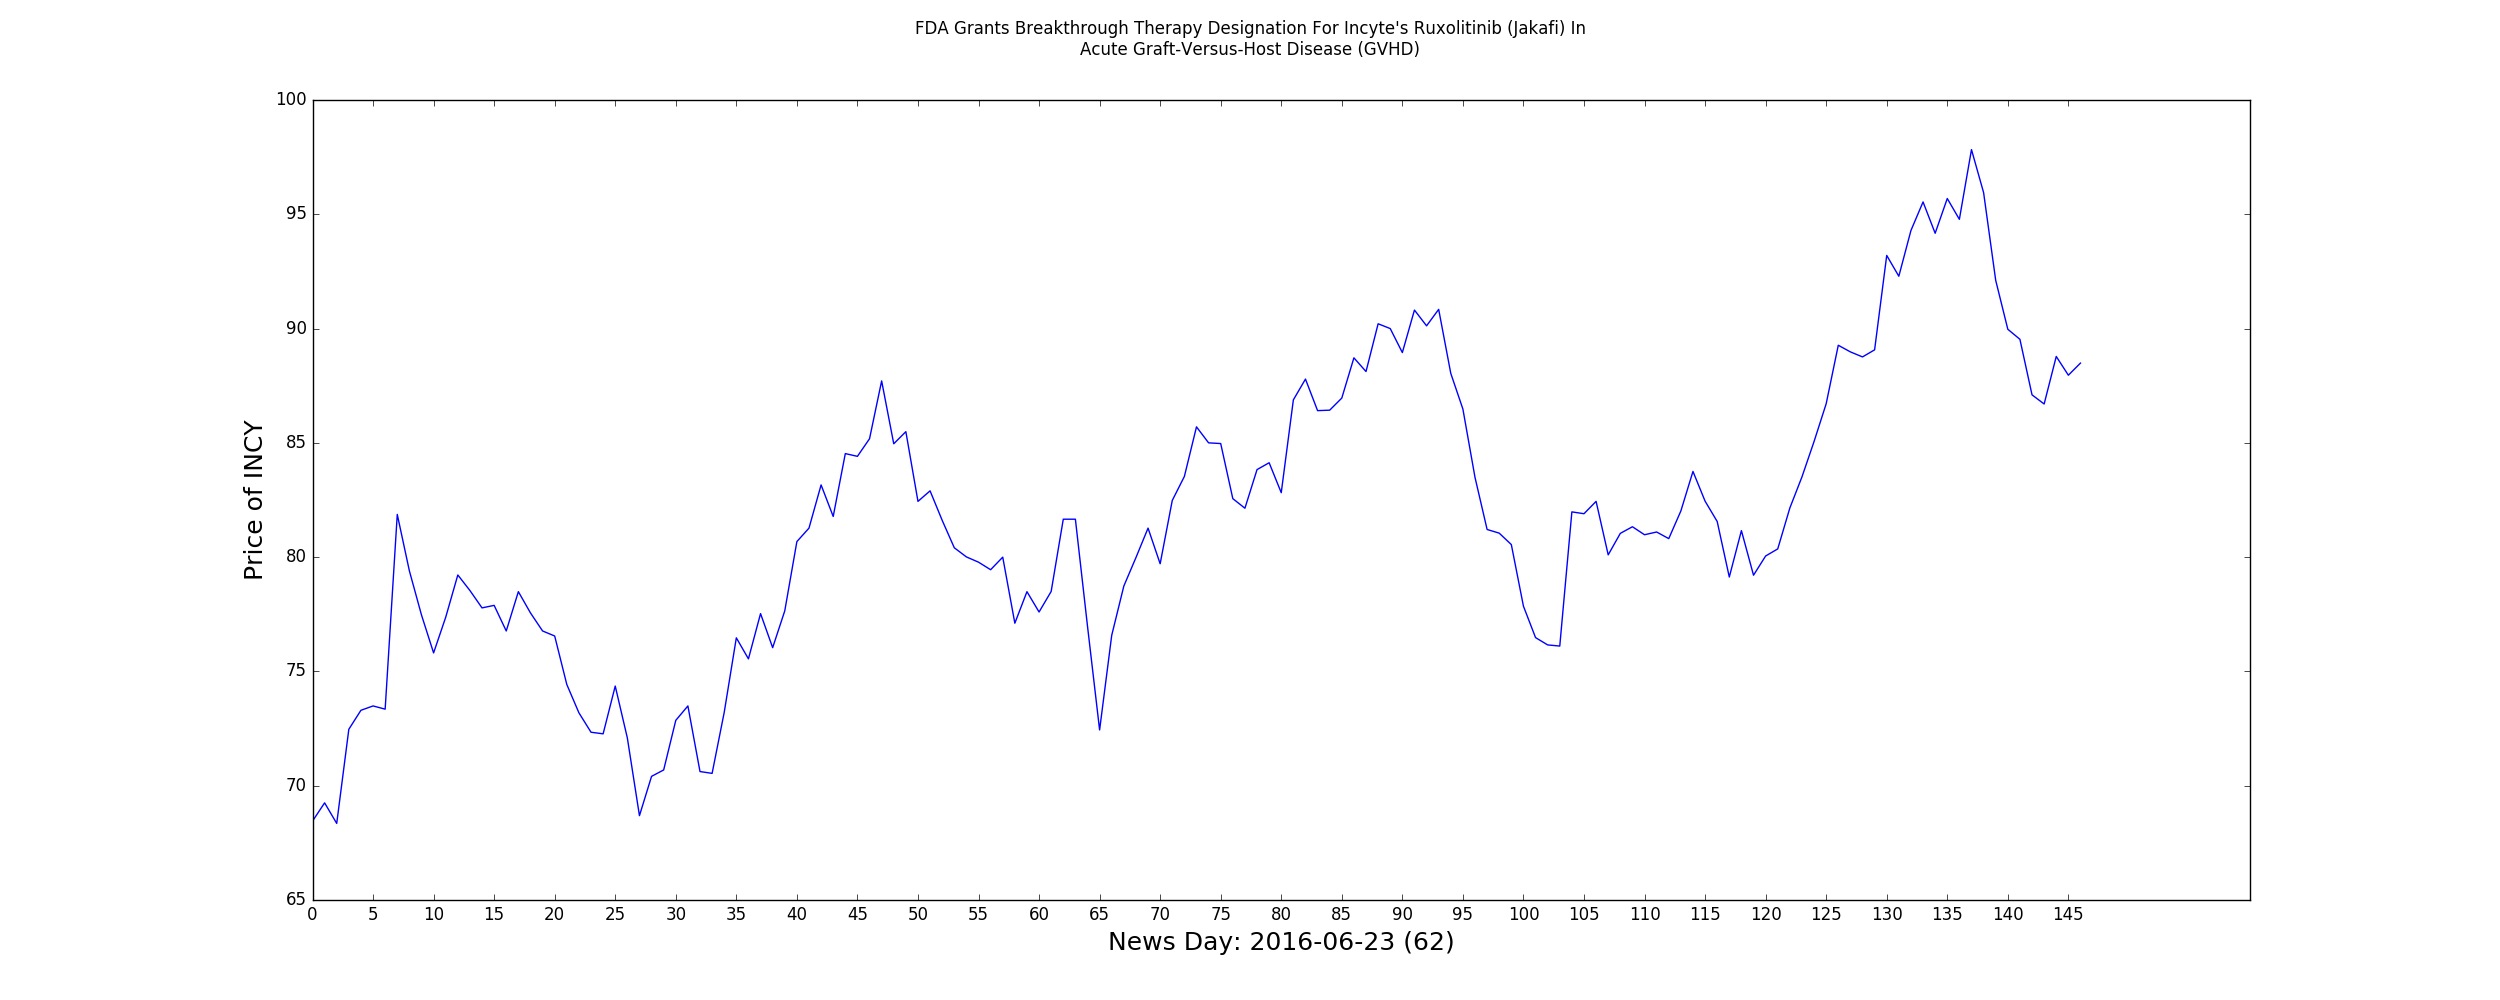 FDA Grants Breakthrough Therapy Designation For Incyte's Ruxolitinib (Jakafi) In
Acute Graft-Versus-Host Disease (GVHD)
100
95
90
85
80
75
70
65
Price of INCY
0 5 10 15 20 25 30 35 40 45 50 55 60 65 70 75 80 85 90 95 100 105 110 115 120 125 130 135 140 145
News Day: 2016-06-23 (62)